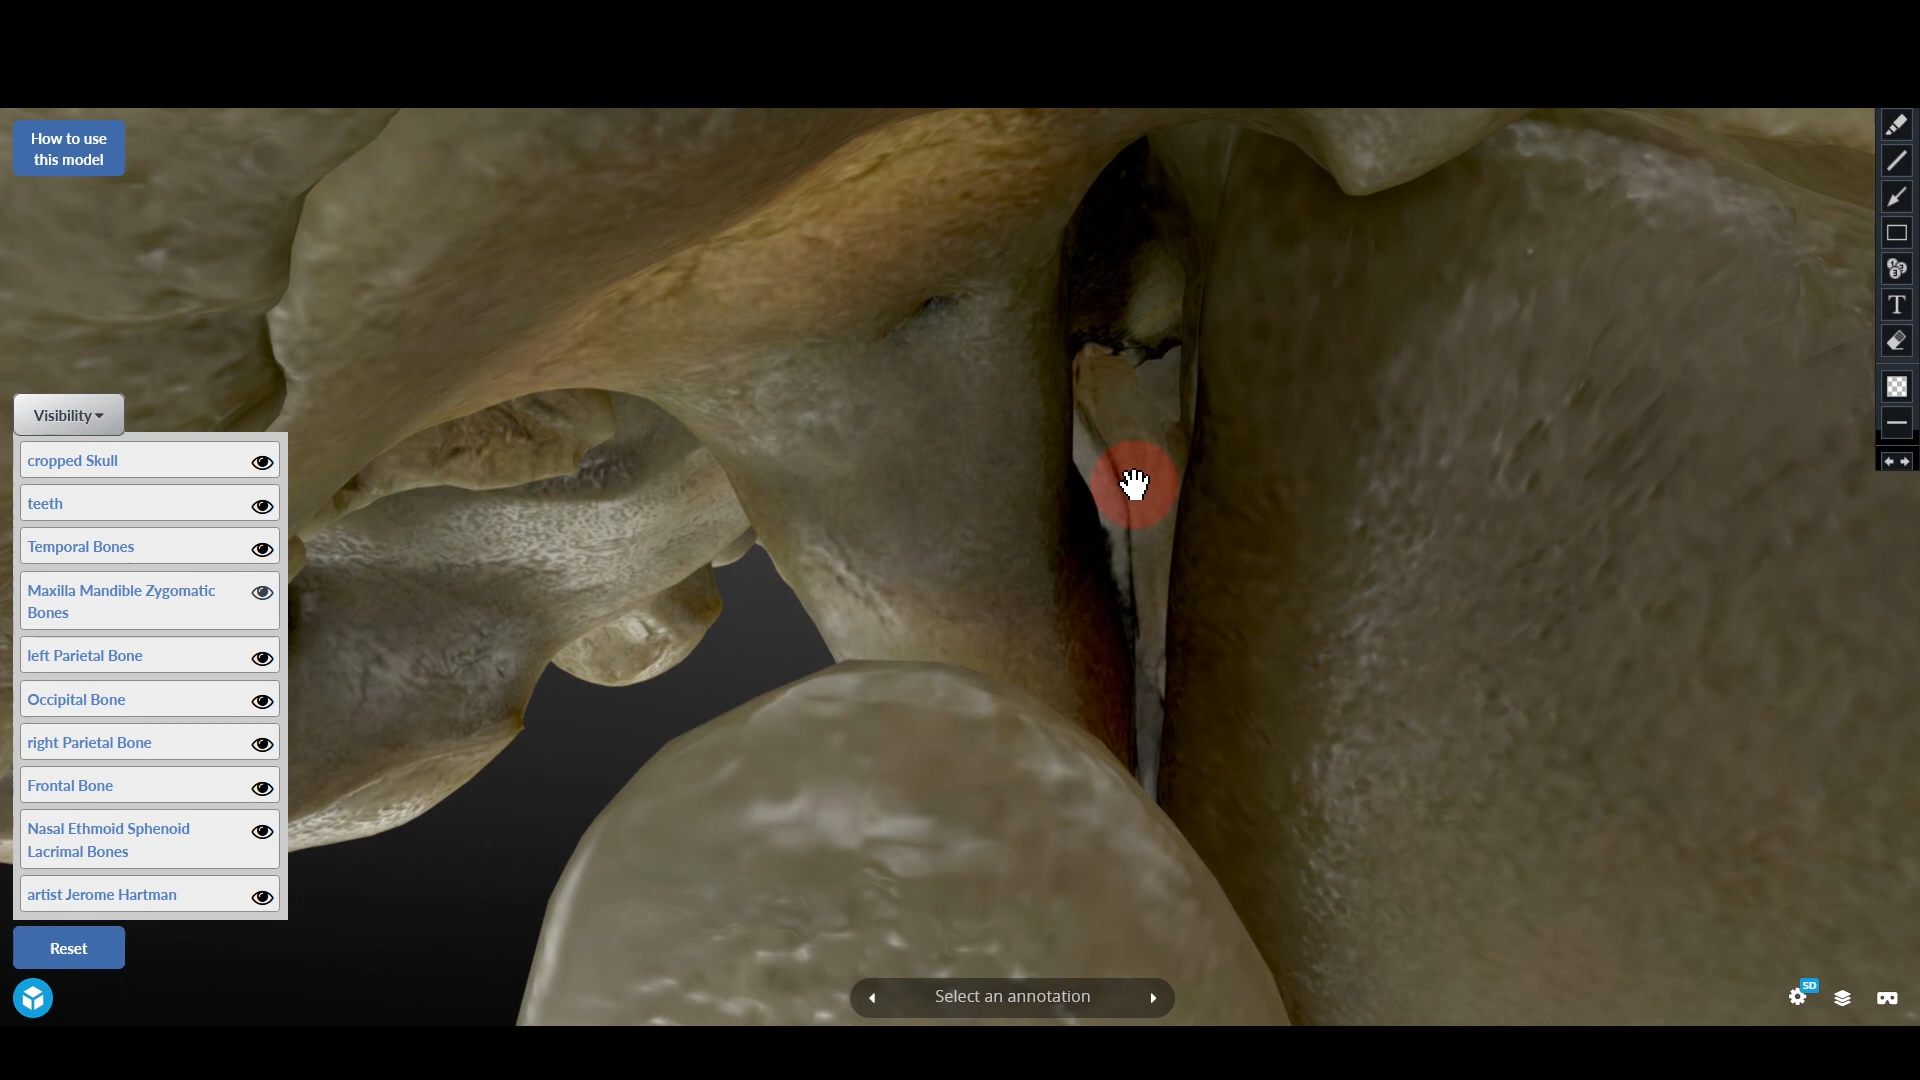 How to use
this model
Visibility
cropped Skull
teeth
Temporal Bones
Maxilla Mandible Zygomatic
Bones
left Parietal Bone
Occipital Bone
right Parietal Bone
Frontal Bone
Nasal Ethmoid Sphenoid
Lacrimal Bones
artist Jerome Hartman
Reset
Select an annotation
SD
T